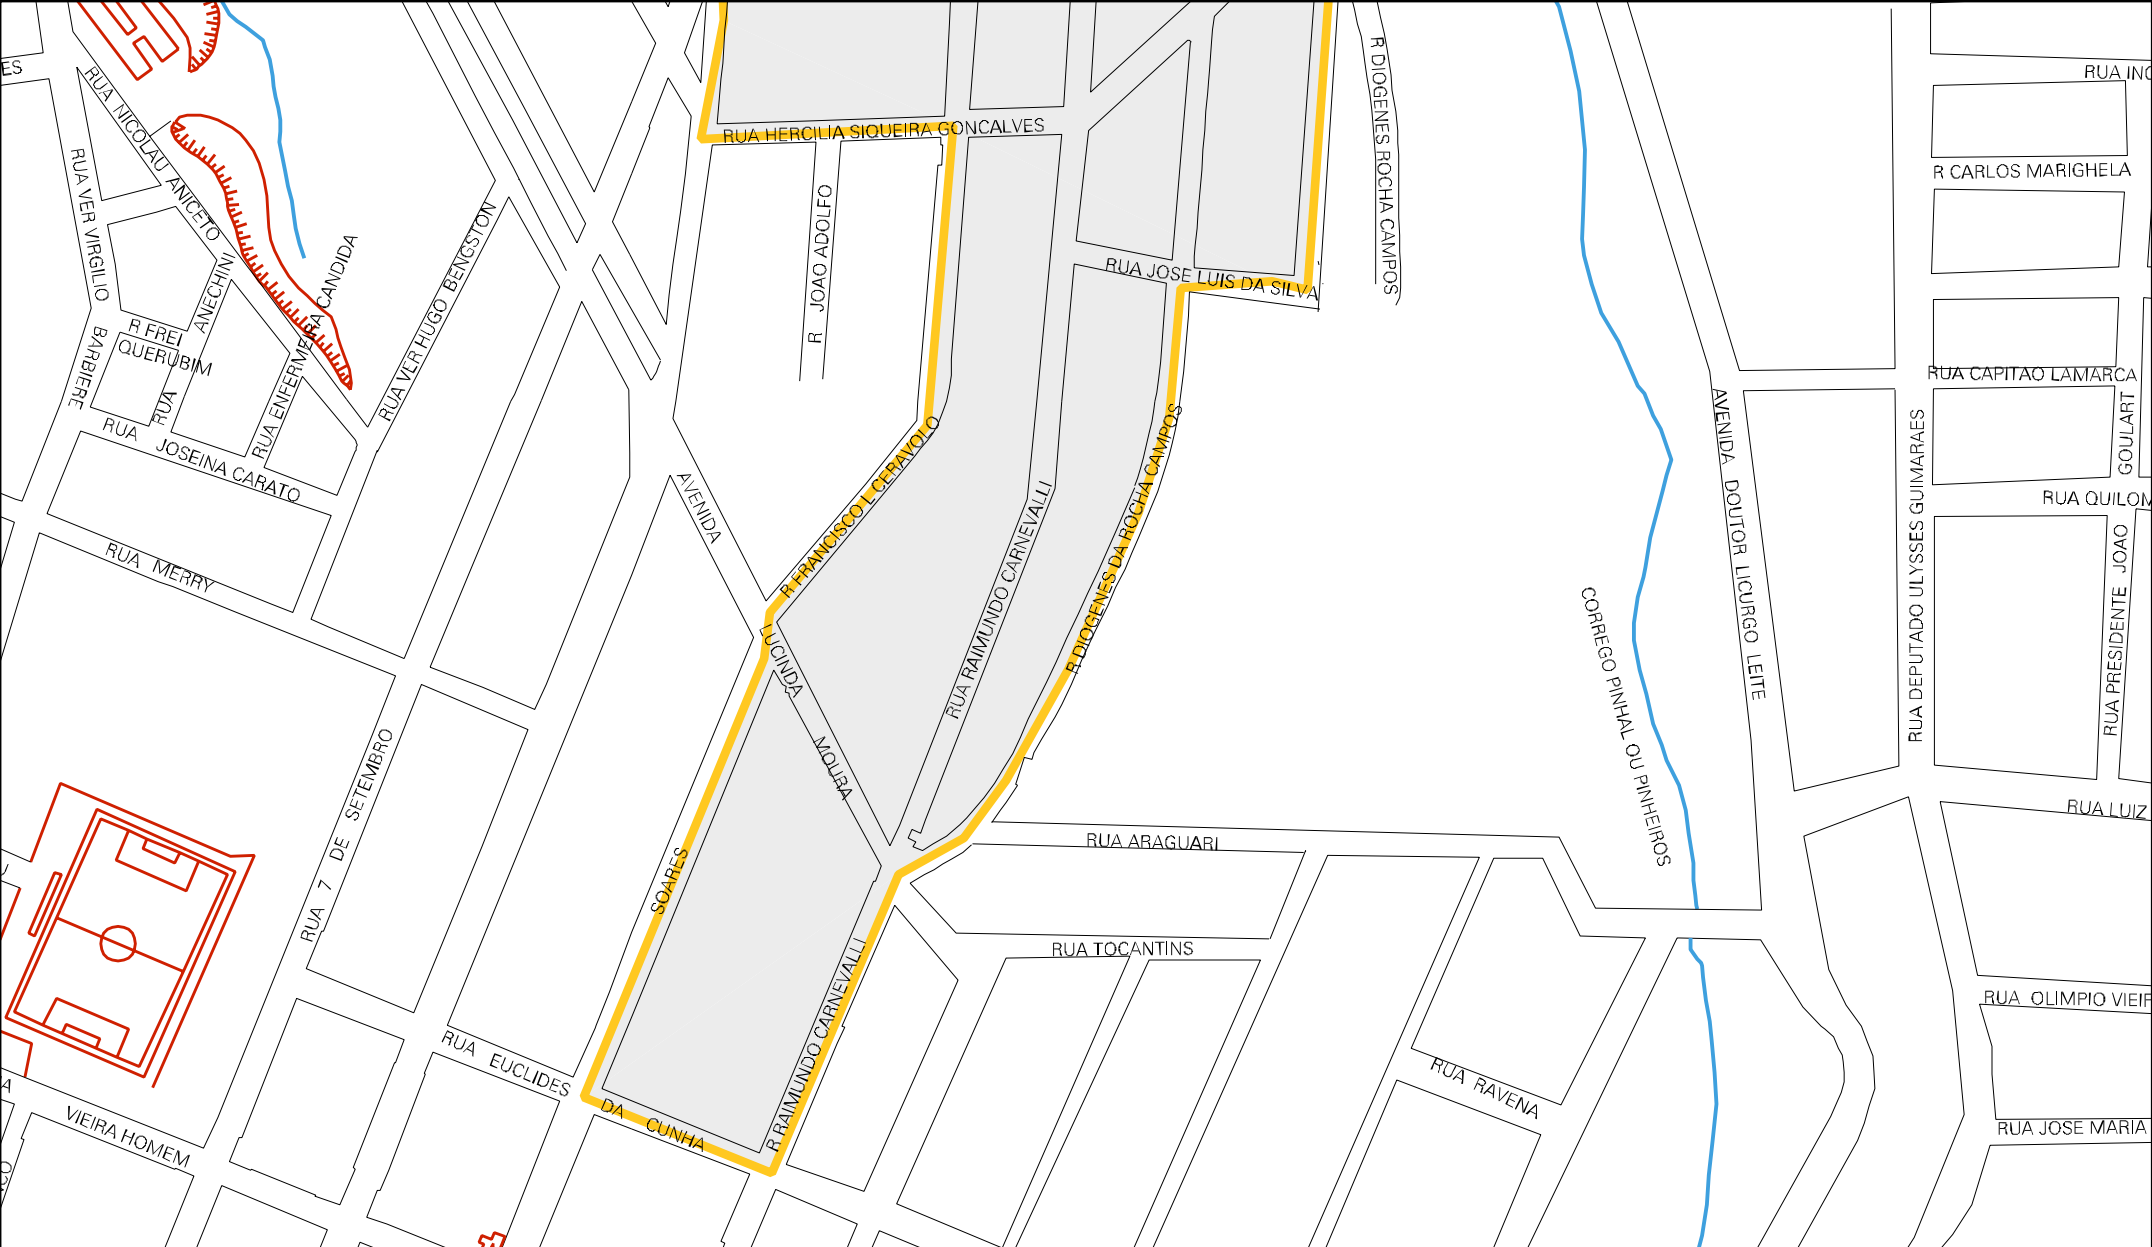 ES
RUA NICOLAU ANICETO
RUA VER VIRGILIO BARBIERE
RUA HERCILIA SIQUEIRA GONCALVES
R DIOGENES ROCHA CAMPOS
R CARLOS MARIGHELA
R JOAO ADOLFO
RUA JOSE LUIS DA SILVA
RUA VER HUGO BENGSTON
RUA ENFERMEIRA CANDIDA
RUA ANECHINI
R FREI
QUERUBIM
RUA JOSEINA CARATO
RUA MERRY
RUA CAPITAO LAMARCA
RUA PRESIDENTE JOAO GOULART
RUA DEPUTADO ULYSSES GUIMARAES
AVENIDA DOUTOR LICURGO LEITE
CORREGO PINHAL OU PINHEIROS
R FRANCISCO L CERAVOLO
AVENIDA LUCINDA MOURA
RUA RAIMUNDO CARNEVALLI
R DIOGENES DA ROCHA CAMPOS
RUA 7 DE SETEMBRO
SOARES
RUA ARAGUARI
RUA TOCANTINS
RUA LUIZ
RUA OLIMPIO VIEIR
RUA EUCLIDES DA CUNHA
R RAIMUNDO CARNEVALLI
RUA RAVENA
VIEIRA HOMEM
RUA JOSE MARIA